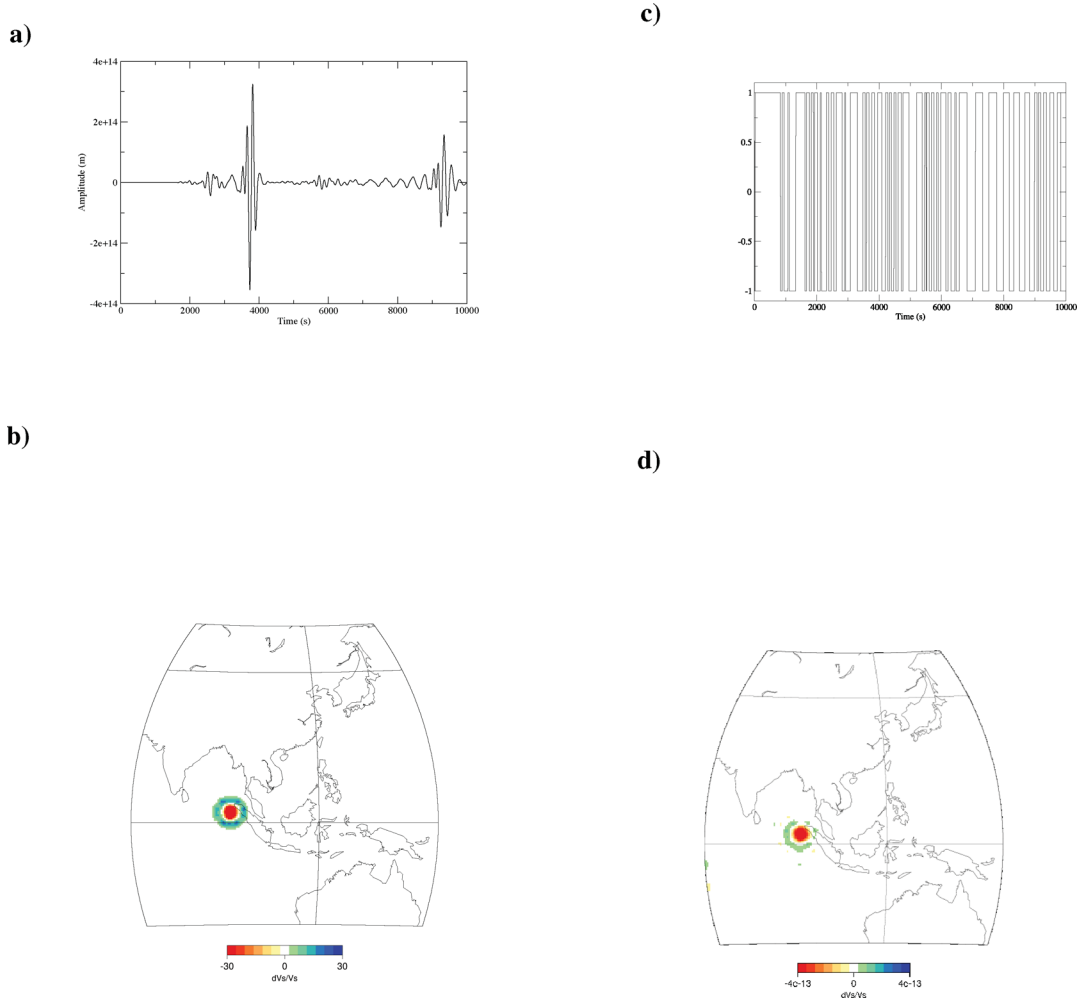 a)
4e+14
2e+14
0
-2e+14
-4e+14
Amplitude (m)
0 2000 4000 6000 8000 10000
Time (s)
c)
1
0.5
0
-0.5
-1
0 2000 4000 6000 8000 10000
Time (s)
b)
-30 0 30
dVs/Vs
d)
-4e-13 0 4e-13
dVs/Vs